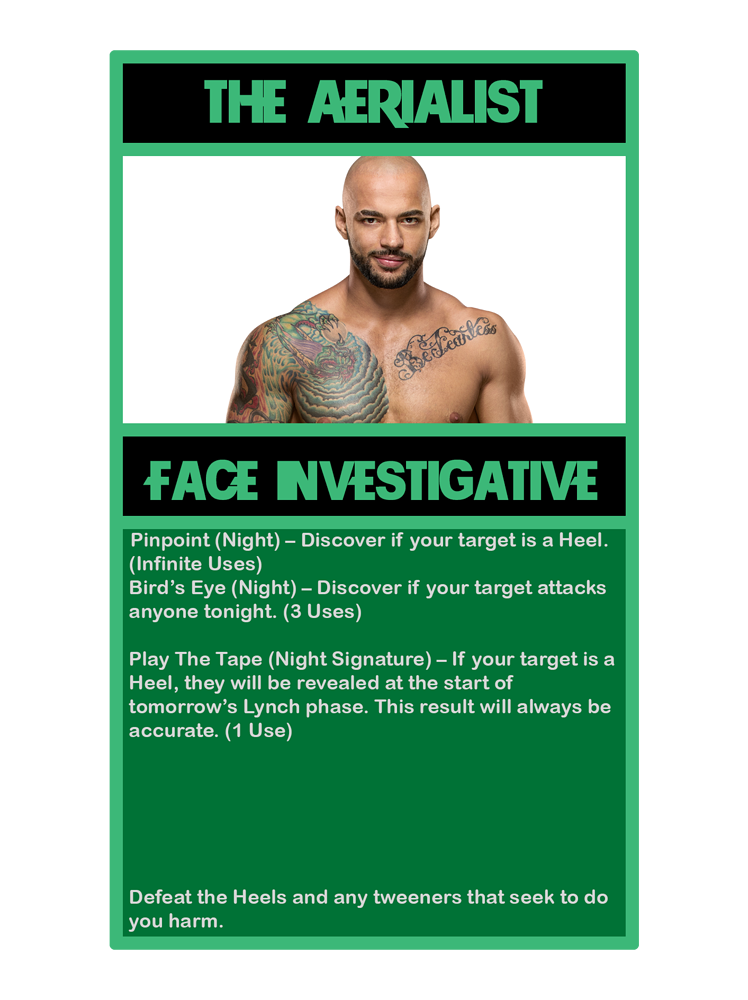 THE AERIALIST
Be Fearless
FACE INVESTIGATIVE
Pinpoint (Night) – Discover if your target is a Heel.
(Infinite Uses)
Bird’s Eye (Night) – Discover if your target attacks
anyone tonight. (3 Uses)
Play The Tape (Night Signature) – If your target is a
Heel, they will be revealed at the start of
tomorrow’s Lynch phase. This result will always be
accurate. (1 Use)
Defeat the Heels and any tweeners that seek to do
you harm.